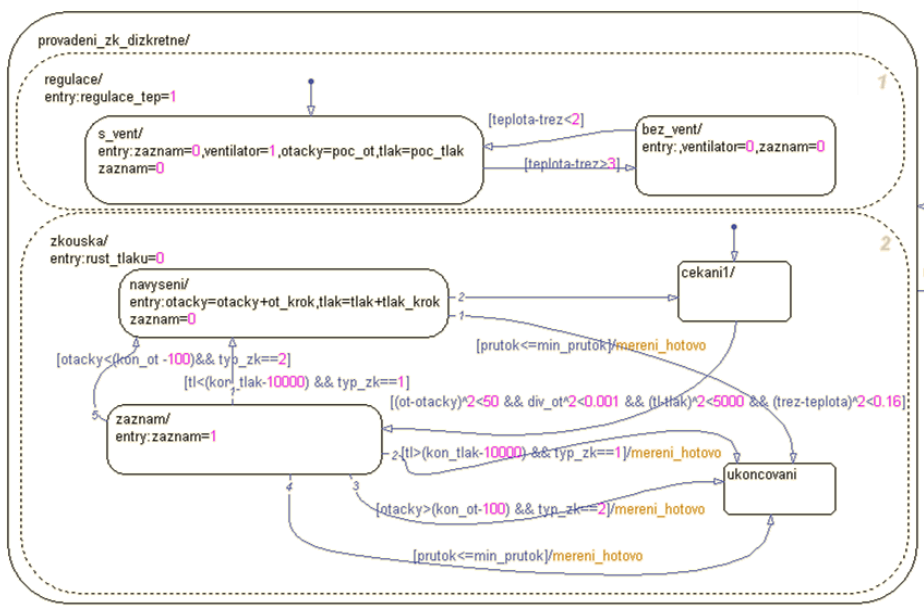 provadeni_zk_dizkretne/
regulace/
entry:regulace_tep=1
1
s_vent/
entry:zaznam=0,ventilator=1,otacky=poc_ot,tlak=poc_tlak
zaznam=0
[teplota-trez<2]
[teplota-trez>3]
bez_vent/
entry:,ventilator=0,zaznam=0
zkouska/
entry:rust_tlaku=0
2
navyseni/
entry:otacky=otacky+ot_krok,tlak=tlak+tlak_krok
zaznam=0
2
1
cekani1/
[prutok<=min_prutok]/mereni_hotovo
[otacky<(kon_ot -100)&& typ_zk==2]
[tl<(kon_tlak-10000) && typ_zk==1]
1
5
[(ot-otacky)^2<50 && div_ot^2<0.001 && (tl-tlak)^2<5000 && (trez-teplota)^2<0.16]
zaznam/
entry:zaznam=1
2
[tl>(kon_tlak-10000) && typ_zk==1]/mereni_hotovo
ukoncovani
4
3
[otacky>(kon_ot-100) && typ_zk==2]/mereni_hotovo
[prutok<=min_prutok]/mereni_hotovo